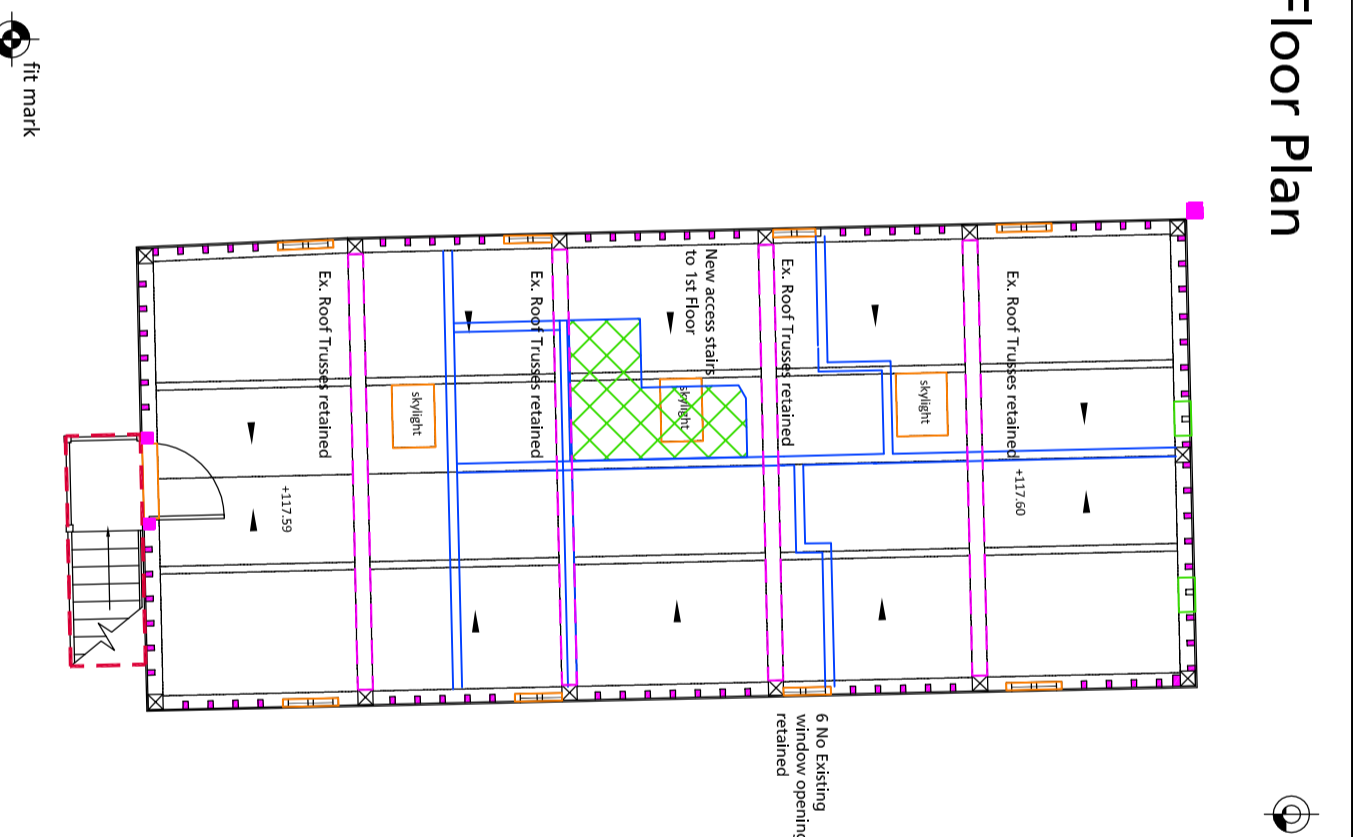 Floor Plan
fit mark
Ex. Roof Trusses retained
Ex. Roof Trusses retained
New access stairs
to 1st Floor
Ex. Roof Trusses retained
Ex. Roof Trusses retained
skylight
skylight
skylight
+117.59
+117.60
6 No Existing
window opening
retained